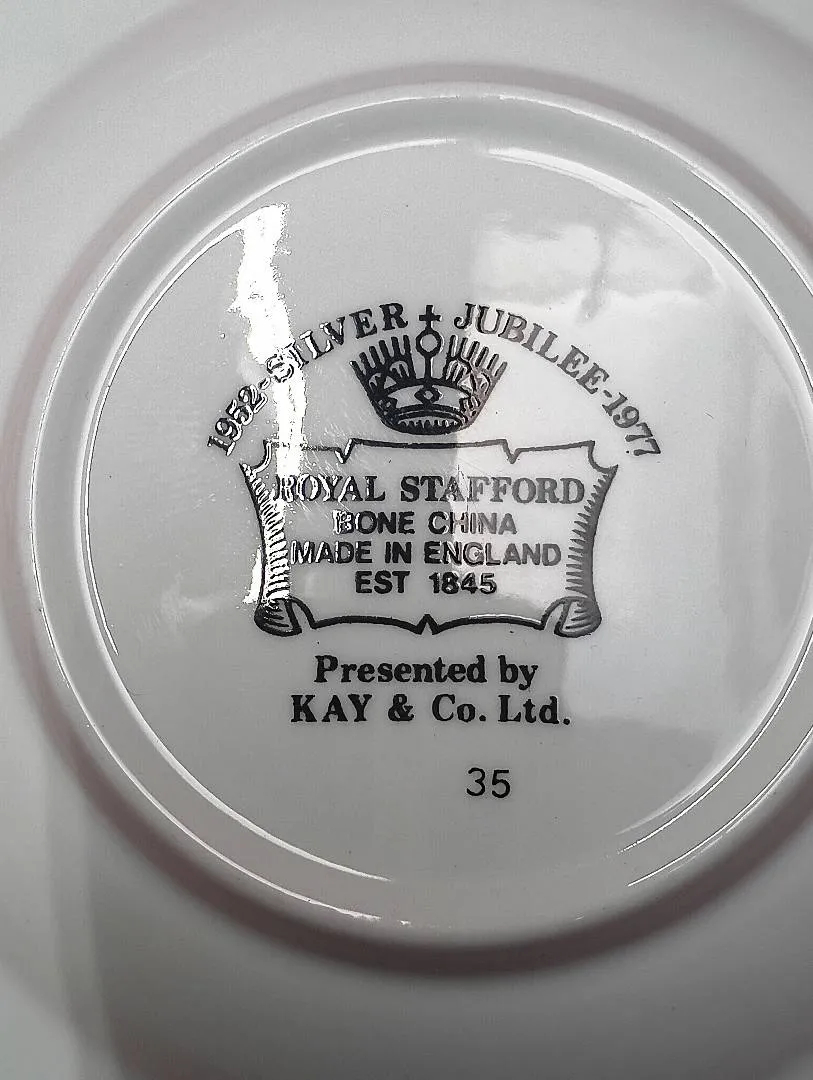 1952-SILVER JUBILEE-1977
ROYAL STAFFORD
BONE CHINA
MADE IN ENGLAND
EST 1845
Presented by
KAY & Co. Ltd.
35